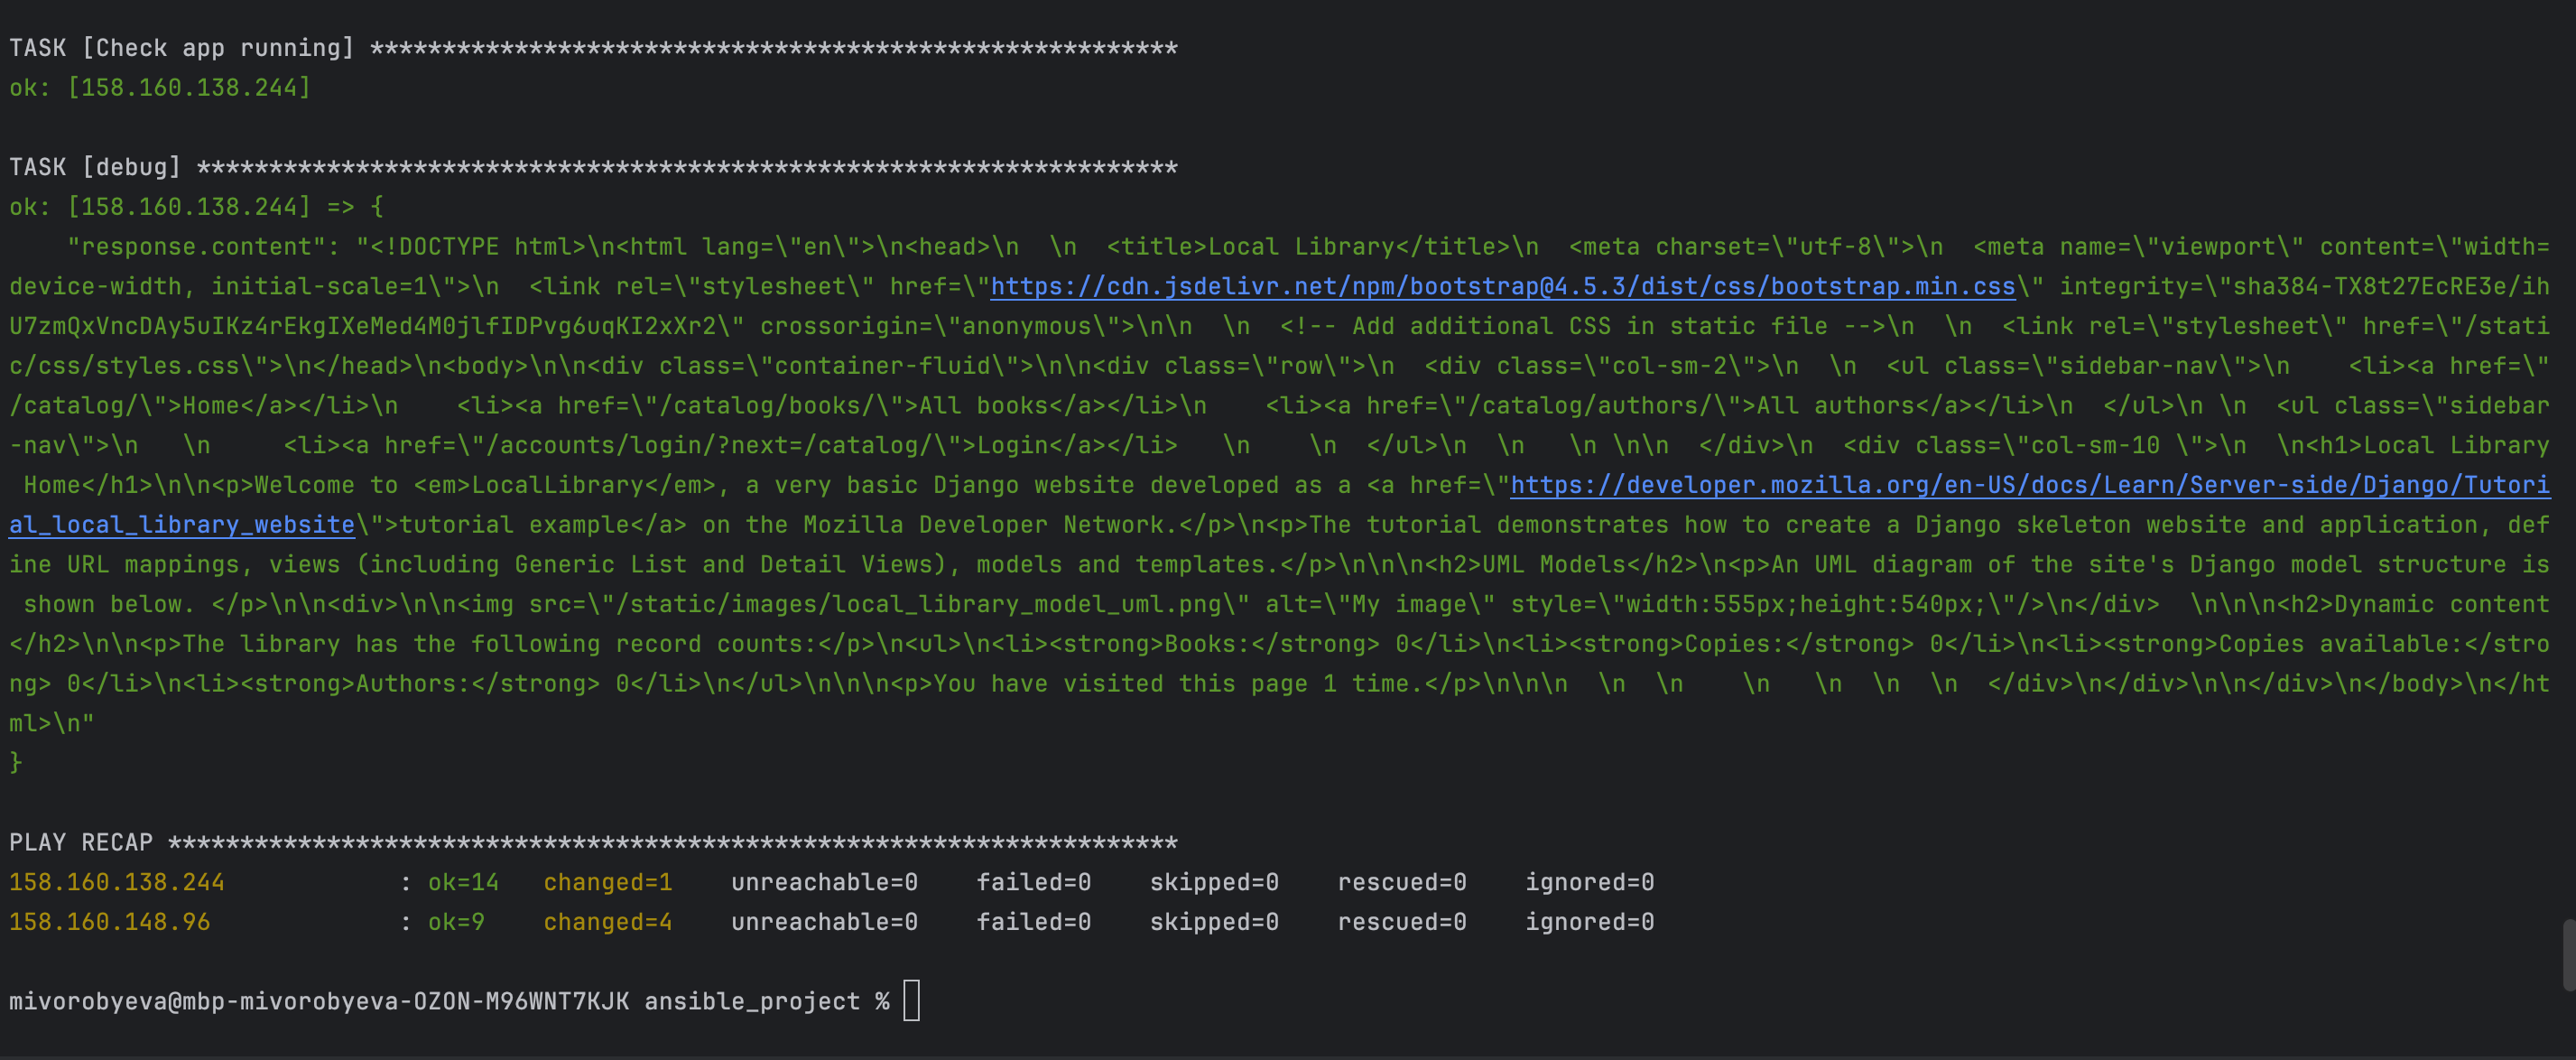 TASK [Check app running] ********************************************************
ok: [158.160.138.244]
TASK [debug] ********************************************************************
ok: [158.160.138.244] => {
    "response.content": "<!DOCTYPE html>\n<html lang=\"en\">\n<head>\n  \n  <title>Local Library</title>\n  <meta charset=\"utf-8\">\n  <meta name=\"viewport\" content=\"width=
device-width, initial-scale=1\">\n  <link rel=\"stylesheet\" href=\"https://cdn.jsdelivr.net/npm/bootstrap@4.5.3/dist/css/bootstrap.min.css\" integrity=\"sha384-TX8t27EcRE3e/ih
U7zmQxVncDAy5uIKz4rEkgIXeMed4M0jlfIDPvg6uqKI2xXr2\" crossorigin=\"anonymous\">\n\n  \n  <!-- Add additional CSS in static file -->\n  \n  <link rel=\"stylesheet\" href=\"/stati
c/css/styles.css\">\n</head>\n<body>\n\n<div class=\"container-fluid\">\n\n<div class=\"row\">\n  <div class=\"col-sm-2\">\n  \n  <ul class=\"sidebar-nav\">\n    <li><a href=\"
/catalog/\">Home</a></li>\n    <li><a href=\"/catalog/books/\">All books</a></li>\n    <li><a href=\"/catalog/authors/\">All authors</a></li>\n  </ul>\n \n  <ul class=\"sidebar
-nav\">\n   \n     <li><a href=\"/accounts/login/?next=/catalog/\">Login</a></li>   \n    \n  </ul>\n  \n   \n \n\n  </div>\n  <div class=\"col-sm-10 \">\n  \n<h1>Local Library
 Home</h1>\n\n<p>Welcome to <em>LocalLibrary</em>, a very basic Django website developed as a <a href=\"https://developer.mozilla.org/en-US/docs/Learn/Server-side/Django/Tutori
al_local_library_website\">tutorial example</a> on the Mozilla Developer Network.</p>\n<p>The tutorial demonstrates how to create a Django skeleton website and application, def
ine URL mappings, views (including Generic List and Detail Views), models and templates.</p>\n\n\n<h2>UML Models</h2>\n<p>An UML diagram of the site's Django model structure is
 shown below. </p>\n\n<div>\n\n<img src=\"/static/images/local_library_model_uml.png\" alt=\"My image\" style=\"width:555px;height:540px;\"/>\n</div>  \n\n\n<h2>Dynamic content
</h2>\n\n<p>The library has the following record counts:</p>\n<ul>\n<li><strong>Books:</strong> 0</li>\n<li><strong>Copies:</strong> 0</li>\n<li><strong>Copies available:</stro
ng> 0</li>\n<li><strong>Authors:</strong> 0</li>\n</ul>\n\n\n<p>You have visited this page 1 time.</p>\n\n\n  \n  \n    \n   \n  \n  \n  </div>\n</div>\n\n</div>\n</body>\n</ht
ml>\n"
}
PLAY RECAP **********************************************************************
158.160.138.244            : ok=14   changed=1    unreachable=0    failed=0    skipped=0    rescued=0    ignored=0
158.160.148.96             : ok=9    changed=4    unreachable=0    failed=0    skipped=0    rescued=0    ignored=0
mivorobyeva@mbp-mivorobyeva-OZON-M96WNT7KJK ansible_project %